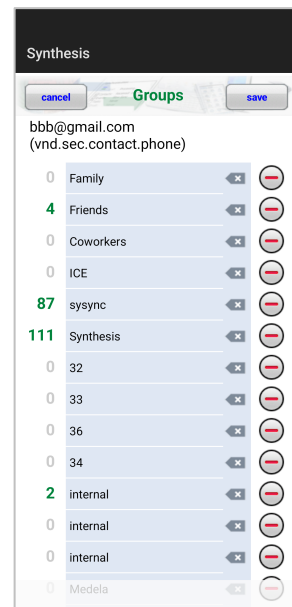 Synthesis
cancel Groups save
bbb@gmail.com
(vnd.sec.contact.phone)
0 Family
4 Friends
0 Coworkers
0 ICE
87 sysync
111 Synthesis
0 32
0 33
0 36
0 34
2 internal
0 internal
0 internal
0 Medela